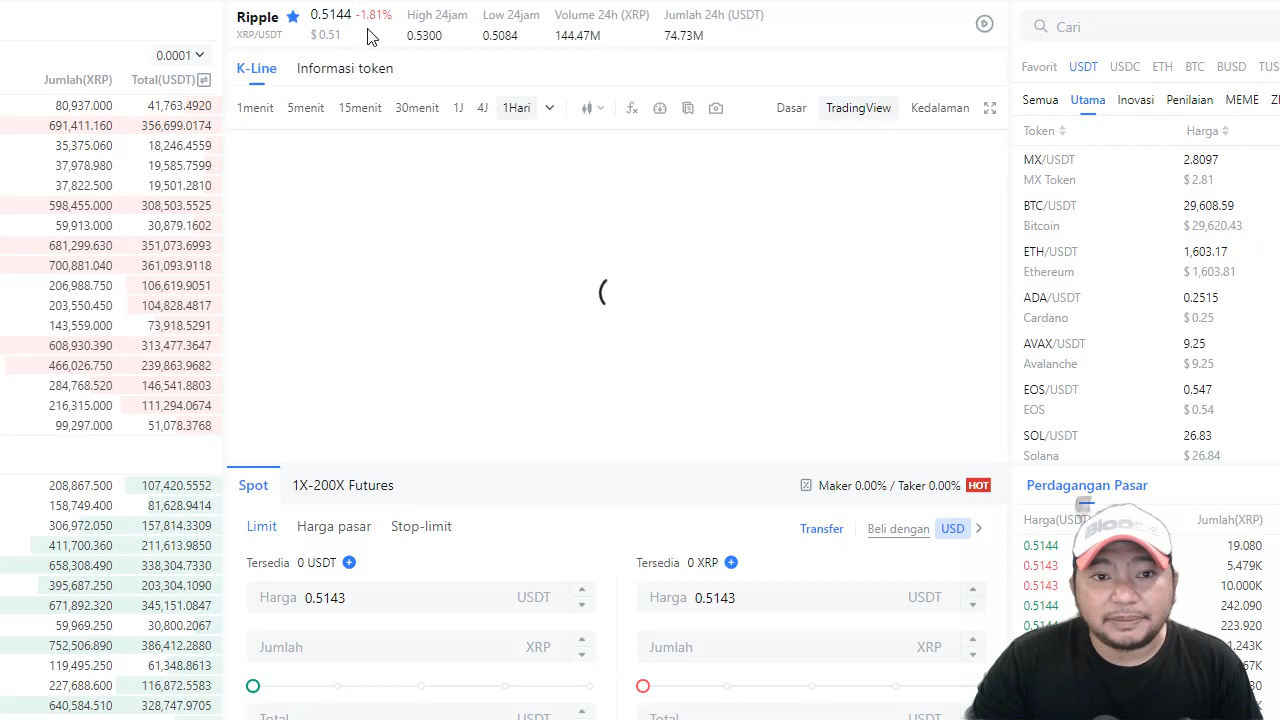 Ripple 0.5144 -1.81% High 24jam Low 24jam Volume 24h (XRP) Jumlah 24h (USDT)
XRP/USDT $ 0.51 0.5300 0.5084 144.47M 74.73M
Cari
0.0001
K-Line Informasi token
Favorit USDT USDC ETH BTC BUSD TUS
Jumlah(XRP) Total(USDT)
1menit 5menit 15menit 30menit 1J 4J 1Hari Dasar TradingView Kedalaman
Semua Utama Inovasi Penilaian MEME
Token Harga
80,937.000 41,763.4920
691,411.160 356,699.0174
35,375.060 18,246.4559
37,978.980 19,585.7599
37,822.500 19,501.2810
598,455.000 308,503.5525
59,913.000 30,879.1602
681,299.630 351,073.6993
700,881.040 361,093.9118
206,988.750 106,619.9051
203,550.450 104,828.4817
143,559.000 73,918.5291
608,930.390 313,477.3647
466,026.750 239,863.9682
284,768.520 146,541.8803
216,315.000 111,294.0674
99,297.000 51,078.3768
MX/USDT 2.8097
MX Token $ 2.81
BTC/USDT 29,608.59
Bitcoin $ 29,620.43
ETH/USDT 1,603.17
Ethereum $ 1,603.81
ADA/USDT 0.2515
Cardano $ 0.25
AVAX/USDT 9.25
Avalanche $ 9.25
EOS/USDT 0.547
EOS $ 0.54
SOL/USDT 26.83
Solana $ 26.84
208,867.500 107,420.5552
158,749.400 81,628.9414
306,972.050 157,814.3309
411,700.360 211,613.9850
658,308.490 338,304.7330
395,687.250 203,304.1090
671,892.320 345,151.0847
59,969.250 30,800.2067
752,506.890 386,412.2880
119,495.250 61,348.8613
227,688.600 116,872.5583
640,584.510 328,747.9705
Spot 1X-200X Futures Maker 0.00% / Taker 0.00% HOT
Limit Harga pasar Stop-limit Transfer Beli dengan USD
Tersedia 0 USDT Tersedia 0 XRP
Harga 0.5143 USDT Harga 0.5143 USDT
Jumlah XRP Jumlah XRP
Total USDT Total USDT
Perdagangan Pasar
Harga(USDT) Jumlah(XRP)
0.5144 19.080
0.5143 5.479K
0.5143 10.000K
0.5144 242.090
223.920